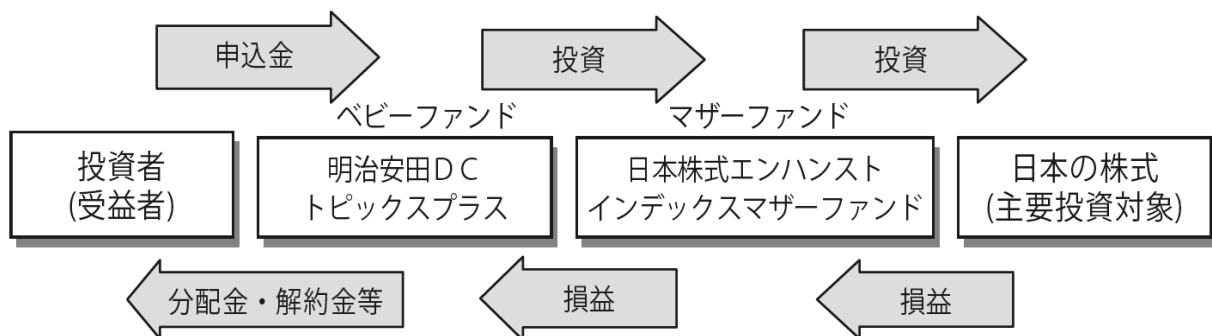 申込金
投資
投資
ベビーファンド
マザーファンド
投資者
(受益者)
明治安田ＤＣ
トピックスプラス
日本株式エンハンスト
インデックスマザーファンド
日本の株式
(主要投資対象)
分配金・解約金等
損益
損益